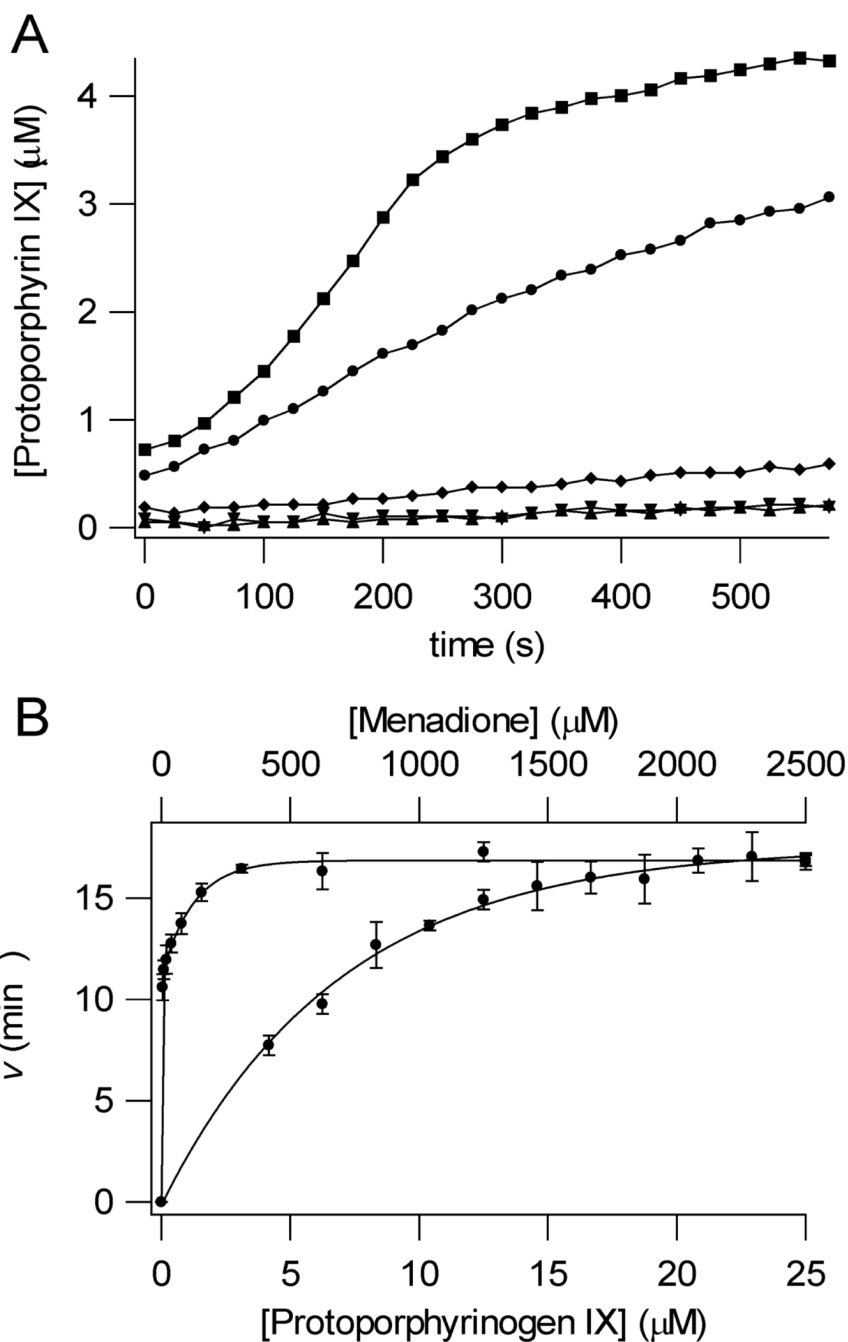 A
[Protoporphyrin IX] (μM)
4
3
2
1
0
0 100 200 300 400 500
time (s)
B
[Menadione] (μM)
0 500 1000 1500 2000 2500
v (min )
15
10
5
0
0 5 10 15 20 25
[Protoporphyrinogen IX] (μM)